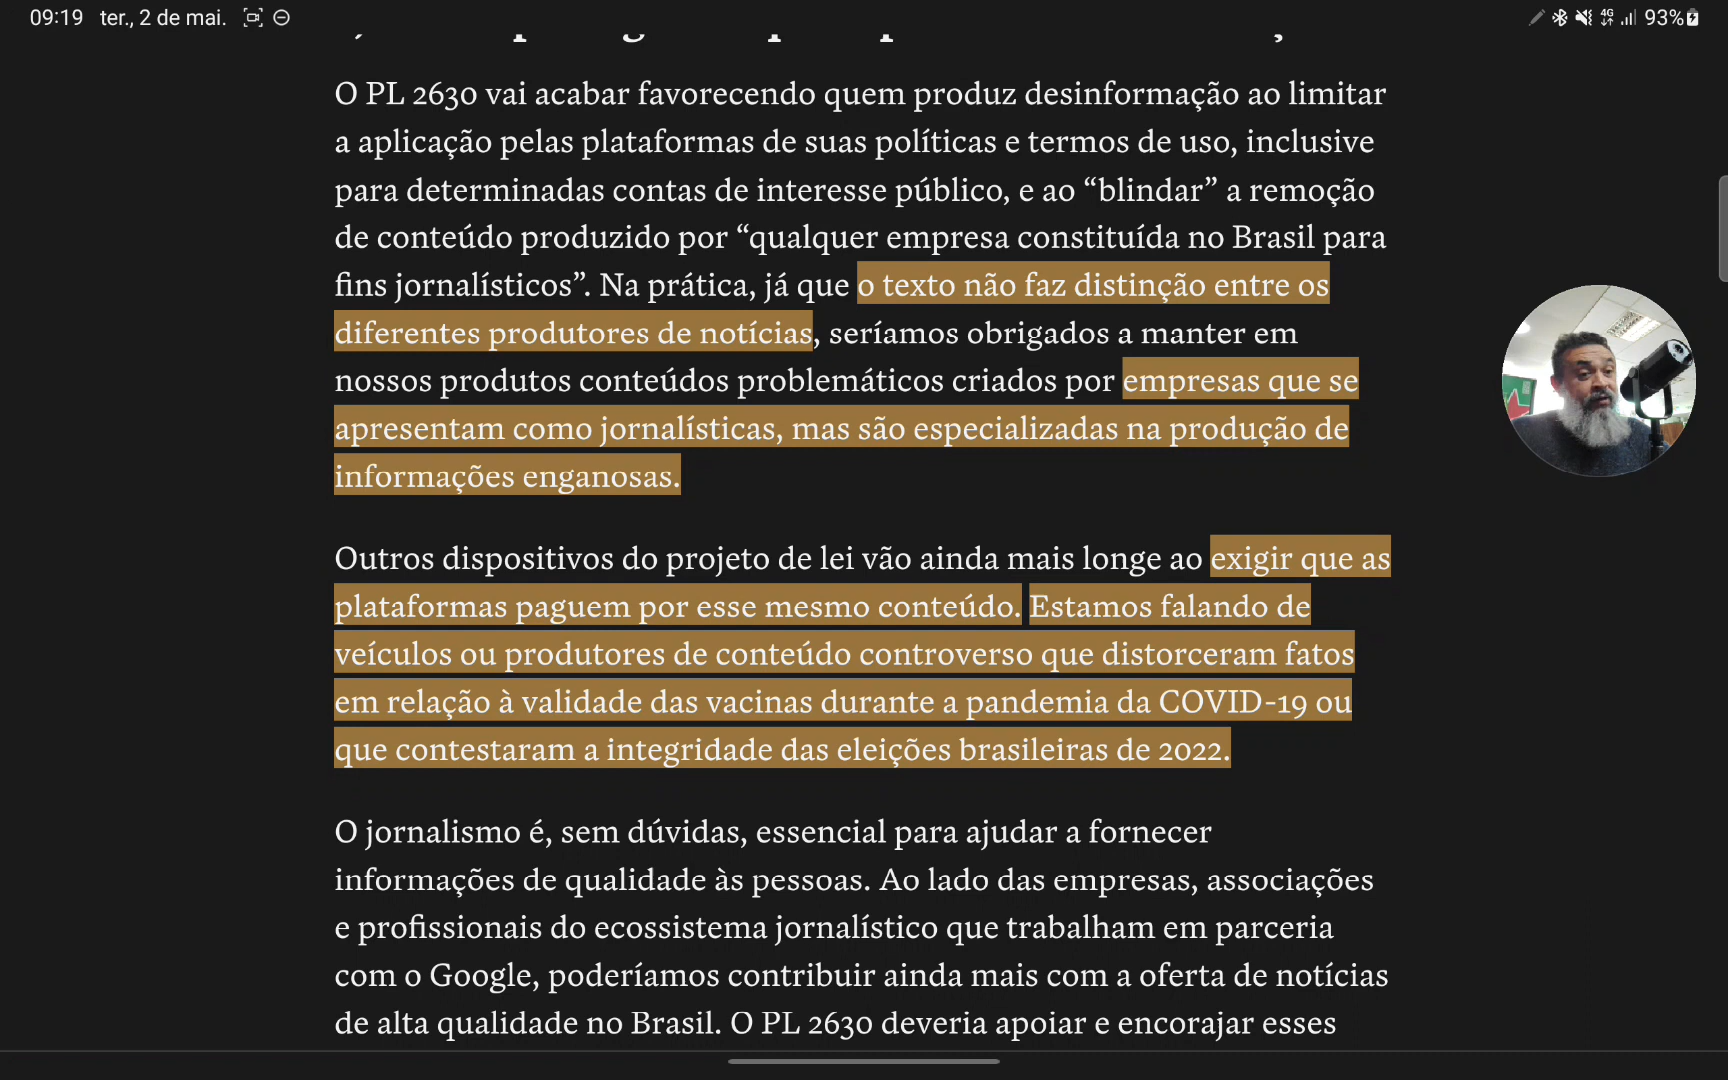 09:19 ter., 2 de mai.
4G 93%
O PL 2630 vai acabar favorecendo quem produz desinformação ao limitar
a aplicação pelas plataformas de suas políticas e termos de uso, inclusive
para determinadas contas de interesse público, e ao “blindar” a remoção
de conteúdo produzido por “qualquer empresa constituída no Brasil para
fins jornalísticos”. Na prática, já que o texto não faz distinção entre os
diferentes produtores de notícias, seríamos obrigados a manter em
nossos produtos conteúdos problemáticos criados por empresas que se
apresentam como jornalísticas, mas são especializadas na produção de
informações enganosas.
Outros dispositivos do projeto de lei vão ainda mais longe ao exigir que as
plataformas paguem por esse mesmo conteúdo. Estamos falando de
veículos ou produtores de conteúdo controverso que distorceram fatos
em relação à validade das vacinas durante a pandemia da COVID-19 ou
que contestaram a integridade das eleições brasileiras de 2022.
O jornalismo é, sem dúvidas, essencial para ajudar a fornecer
informações de qualidade às pessoas. Ao lado das empresas, associações
e profissionais do ecossistema jornalístico que trabalham em parceria
com o Google, poderíamos contribuir ainda mais com a oferta de notícias
de alta qualidade no Brasil. O PL 2630 deveria apoiar e encorajar esses